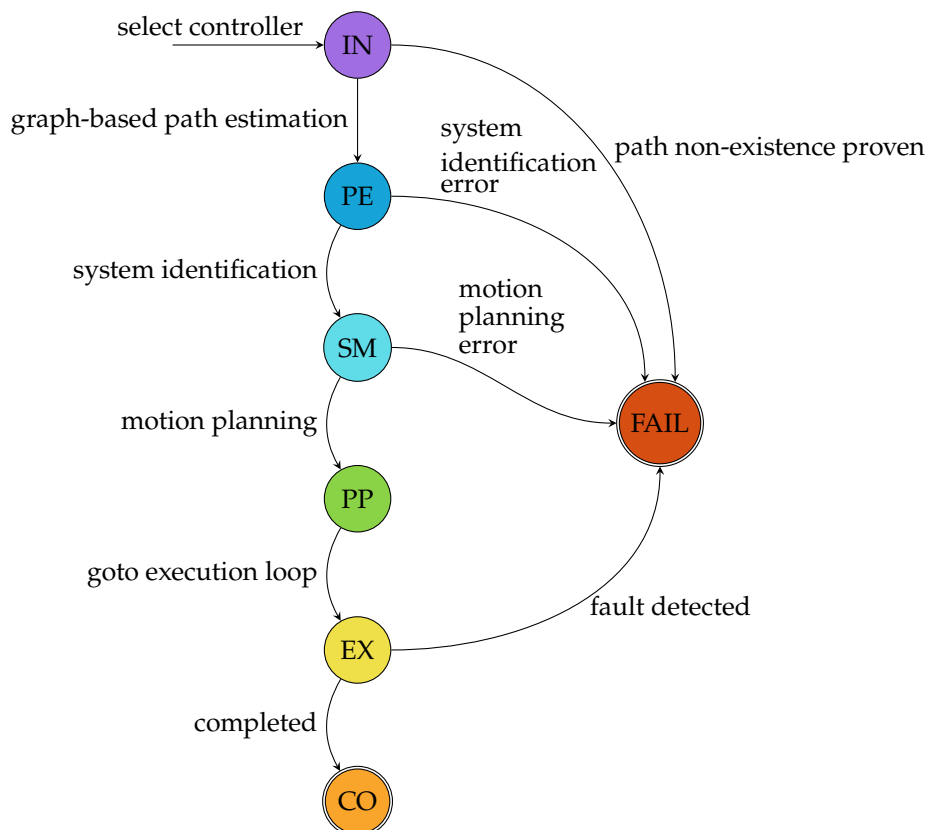 select controller
IN
graph-based path estimation
system
identification
error
path non-existence proven
PE
system identification
motion
planning
error
SM
motion planning
FAIL
PP
goto execution loop
fault detected
EX
completed
CO